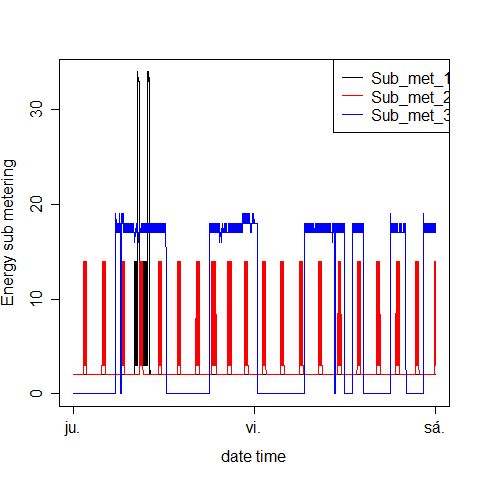 Sub_met_1
Sub_met_2
Sub_met_3
Energy sub metering
30
20
10
0
ju.
vi.
sá.
date time